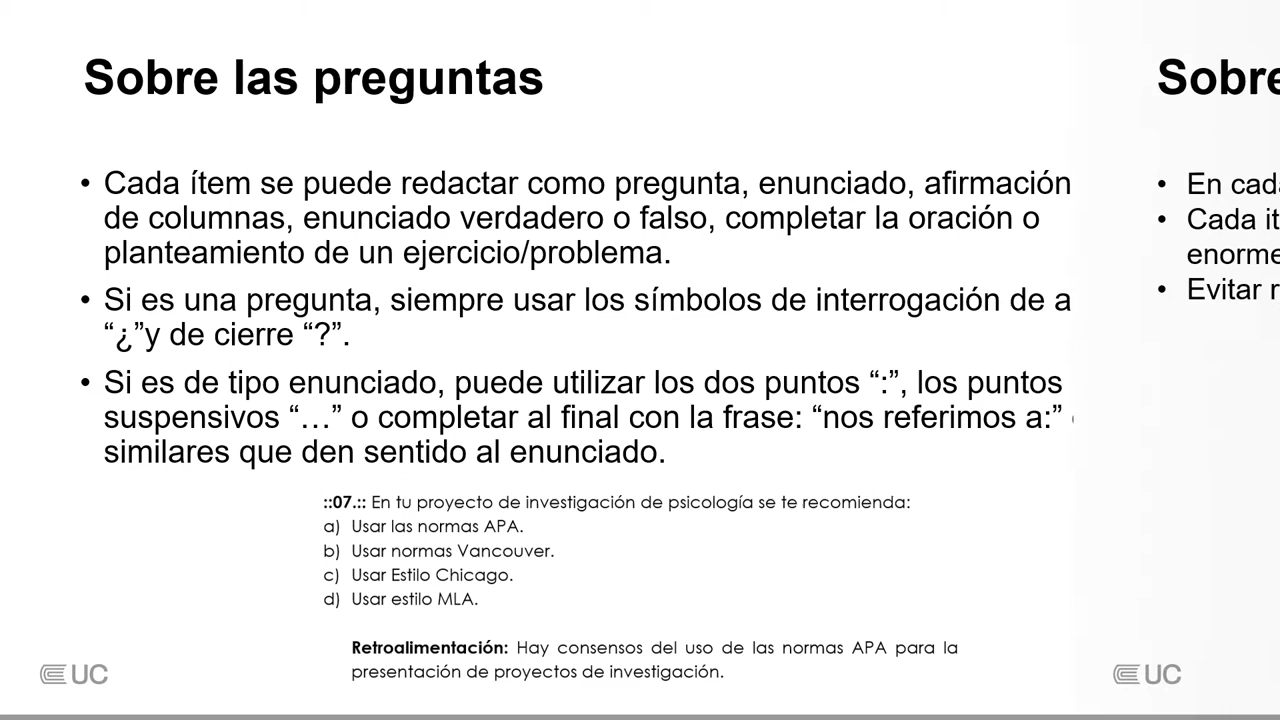 Sobre las preguntas
• Cada ítem se puede redactar como pregunta, enunciado, afirmación
de columnas, enunciado verdadero o falso, completar la oración o
planteamiento de un ejercicio/problema.
• Si es una pregunta, siempre usar los símbolos de interrogación de a
“¿”y de cierre “?”.
• Si es de tipo enunciado, puede utilizar los dos puntos “:”, los puntos
suspensivos “…” o completar al final con la frase: “nos referimos a:”
similares que den sentido al enunciado.
::07.:: En tu proyecto de investigación de psicología se te recomienda:
a) Usar las normas APA.
b) Usar normas Vancouver.
c) Usar Estilo Chicago.
d) Usar estilo MLA.
Retroalimentación: Hay consensos del uso de las normas APA para la
presentación de proyectos de investigación.
UC
Sobre
• En cada
• Cada it
enorme
• Evitar r
UC